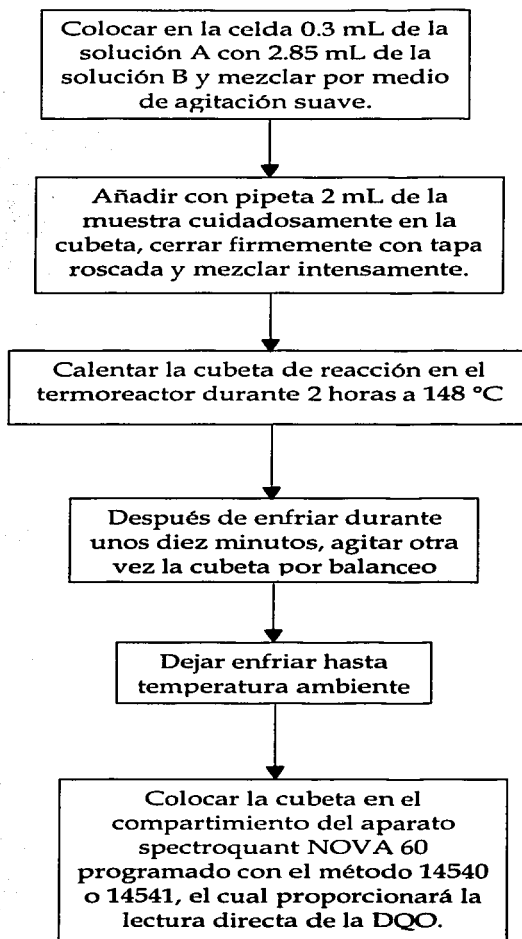 Colocar en la celda 0.3 mL de la
solución A con 2.85 mL de la
solución B y mezclar por medio
de agitación suave.
Añadir con pipeta 2 mL de la
muestra cuidadosamente en la
cubeta, cerrar firmemente con tapa
roscada y mezclar intensamente.
Calentar la cubeta de reacción en el
termoreactor durante 2 horas a 148 °C
Después de enfriar durante
unos diez minutos, agitar otra
vez la cubeta por balanceo
Dejar enfriar hasta
temperatura ambiente
Colocar la cubeta en el
compartimiento del aparato
spectroquant NOVA 60
programado con el método 14540
o 14541, el cual proporcionará la
lectura directa de la DQO.